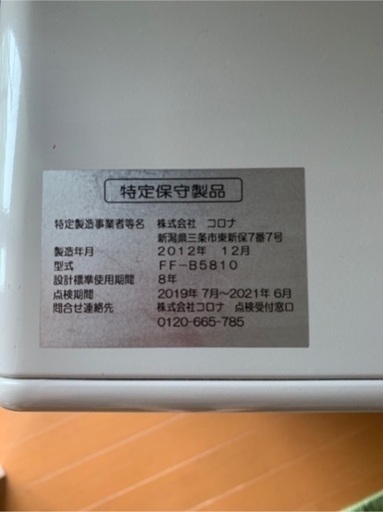 特定保守製品
特定製造事業者等名 株式会社 コロナ
新潟県三条市東新保7番7号
製造年月 2012年 12月
型式 FF-B5810
設計標準使用期間 8年
点検期間 2019年 7月~2021年 6月
問合せ連絡先 株式会社コロナ 点検受付窓口
0120-665-785